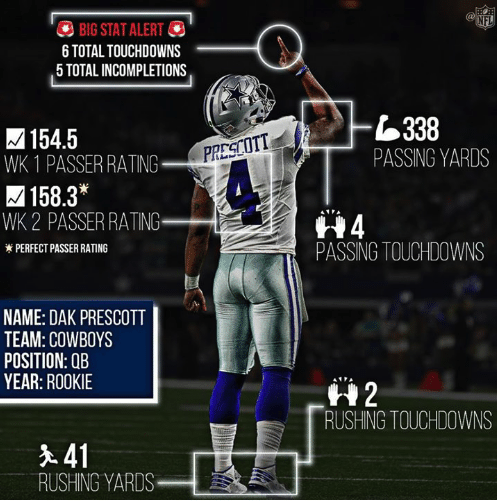 BIG STAT ALERT
6 TOTAL TOUCHDOWNS
5 TOTAL INCOMPLETIONS
@NFL
154.5
WK 1 PASSER RATING
158.3*
WK 2 PASSER RATING
* PERFECT PASSER RATING
PRESCOTT
4
338
PASSING YARDS
4
PASSING TOUCHDOWNS
NAME: DAK PRESCOTT
TEAM: COWBOYS
POSITION: QB
YEAR: ROOKIE
2
RUSHING TOUCHDOWNS
41
RUSHING YARDS